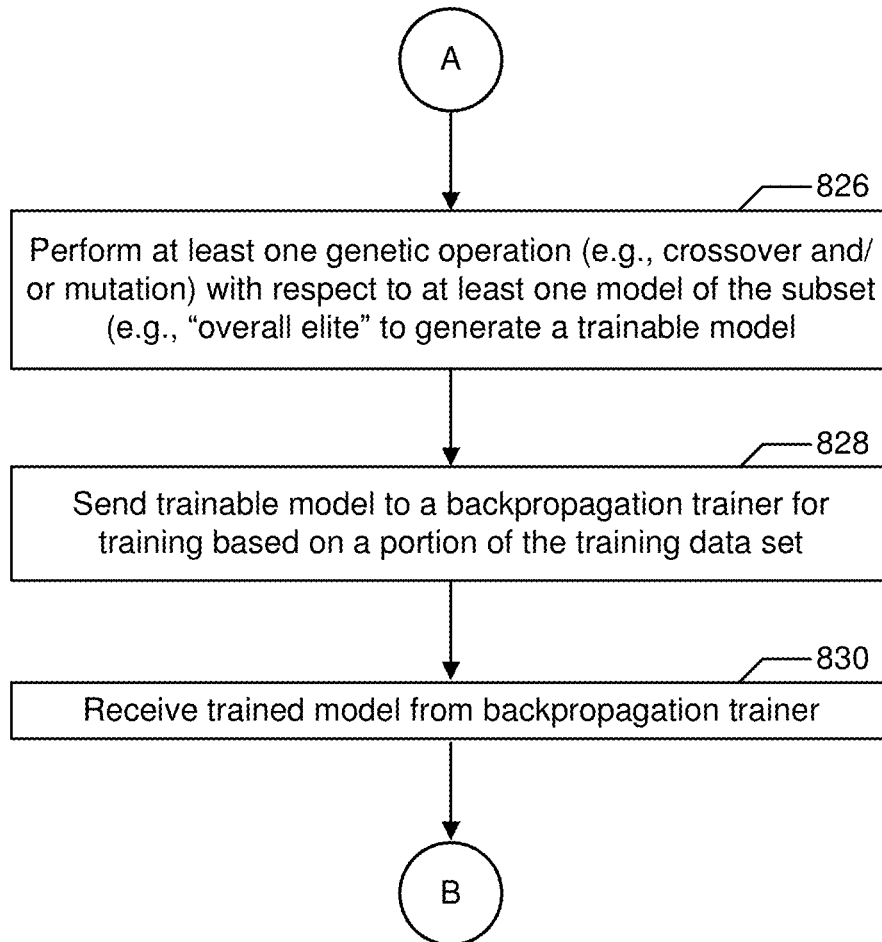 A
826
Perform at least one genetic operation (e.g., crossover and/
or mutation) with respect to at least one model of the subset
(e.g., “overall elite” to generate a trainable model
828
Send trainable model to a backpropagation trainer for
training based on a portion of the training data set
830
Receive trained model from backpropagation trainer
B